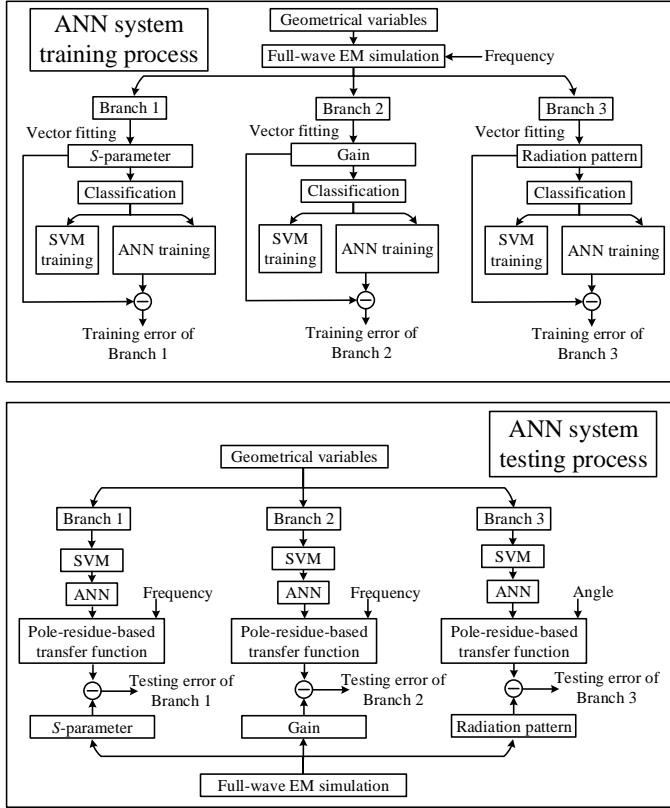 ANN system
training process
Geometrical variables
Full-wave EM simulation
Frequency
Branch 1
Branch 2
Branch 3
Vector fitting
Vector fitting
Vector fitting
S-parameter
Gain
Radiation pattern
Classification
Classification
Classification
SVM
training
ANN training
SVM
training
ANN training
SVM
training
ANN training
Training error of
Branch 1
Training error of
Branch 2
Training error of
Branch 3
ANN system
testing process
Geometrical variables
Branch 1
Branch 2
Branch 3
SVM
SVM
SVM
ANN
Frequency
ANN
Frequency
ANN
Angle
Pole-residue-based
transfer function
Pole-residue-based
transfer function
Pole-residue-based
transfer function
Testing error of
Branch 1
Testing error of
Branch 2
Testing error of
Branch 3
S-parameter
Gain
Radiation pattern
Full-wave EM simulation